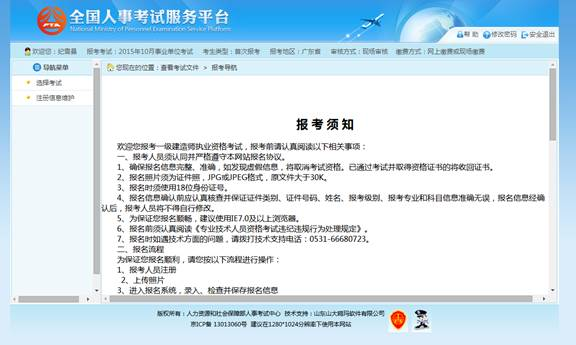 全国人事考试服务平台
National Ministry of Personnel Examination Service Platform
帮 助 修改密码 安全退出
欢迎您：纪霄县 报考考试：2015年10月事业单位考试 考生类型：首次报考 报考地区：广东省 审核方式：现场审核 缴费方式：网上缴费或现场缴费
导航菜单
您现在的位置：查看考试文件 > 报考导航
选择考试
注册信息维护
报 考 须 知
欢迎您报考一级建造师执业资格考试，报考前请认真阅读以下相关事项：
一、报考人员须认同并严格遵守本网站报名协议。
1、确保报名信息完整、准确，如发现虚假信息，将取消考试资格。已通过考试并取得资格证书的将收回证书。
2、报名照片须为证件照，JPG或JPEG格式，原文件大于30K。
3、报名时须使用18位身份证号。
4、报名信息确认前应认真核查并保证证件类别、证件号码、姓名、报考级别、报考专业和科目信息准确无误，报名信息经确
认后，报考人员将不得自行修改。
5、为保证您报名顺畅，建议使用IE7.0及以上浏览器。
6、报名前须认真阅读《专业技术人员资格考试违纪违规行为处理规定》。
7、报名时如遇技术方面的问题，请拨打技术支持电话：0531-66680723。
二、报名流程
为保证您报名顺利，请您按以下流程进行操作：
1、报考人员注册
2、上传照片
3、进入报名系统，录入、检查并保存报名信息
版权所有：人力资源和社会保障部人事考试中心 技术支持：山东山大鸥玛软件有限公司
京ICP备 13013060号 建议在1280*1024分辨率下使用本网站